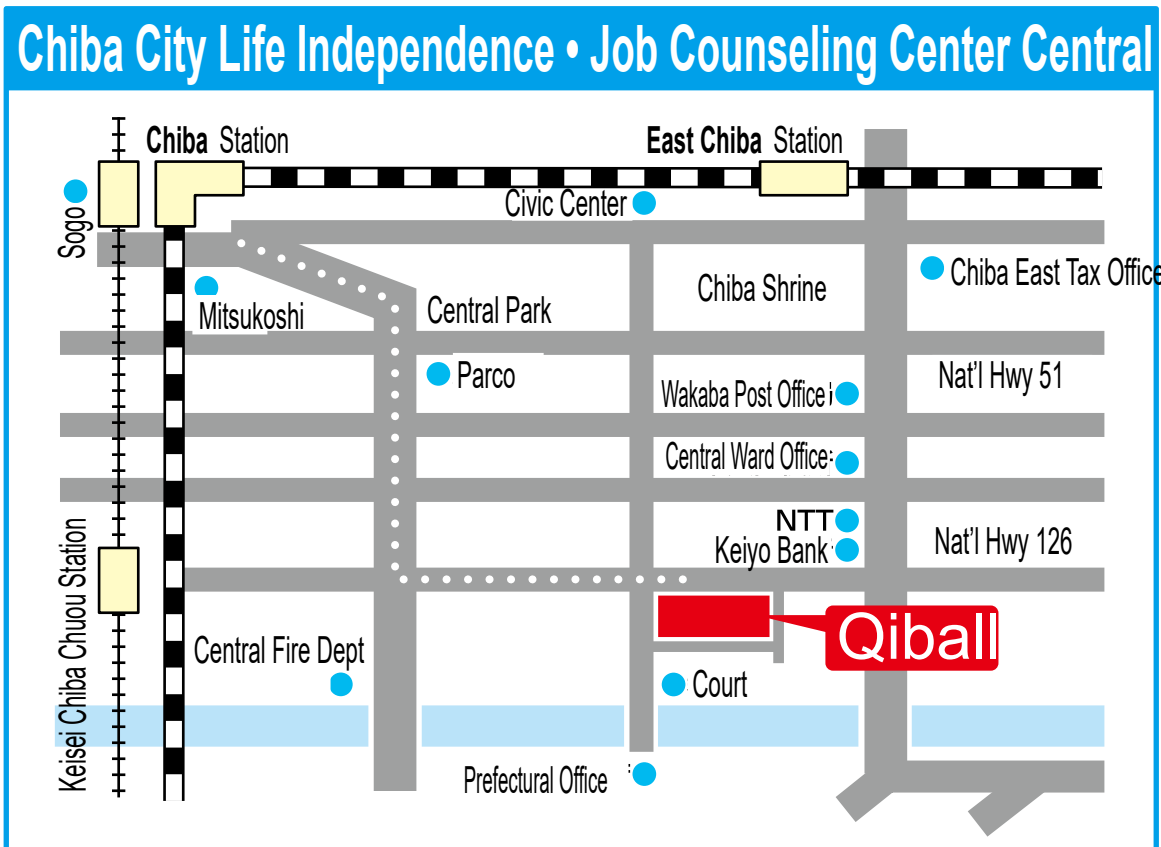 Chiba City Life Independence • Job Counseling Center Central
Chiba Station
East Chiba Station
Sogo
Civic Center
Chiba East Tax Office
Chiba Shrine
Mitsukoshi
Central Park
Parco
Nat'l Hwy 51
Wakaba Post Office
Central Ward Office
NTT
Keiyo Bank
Nat'l Hwy 126
Keisei Chiba Chuou Station
Qiball
Central Fire Dept
Court
Prefectural Office